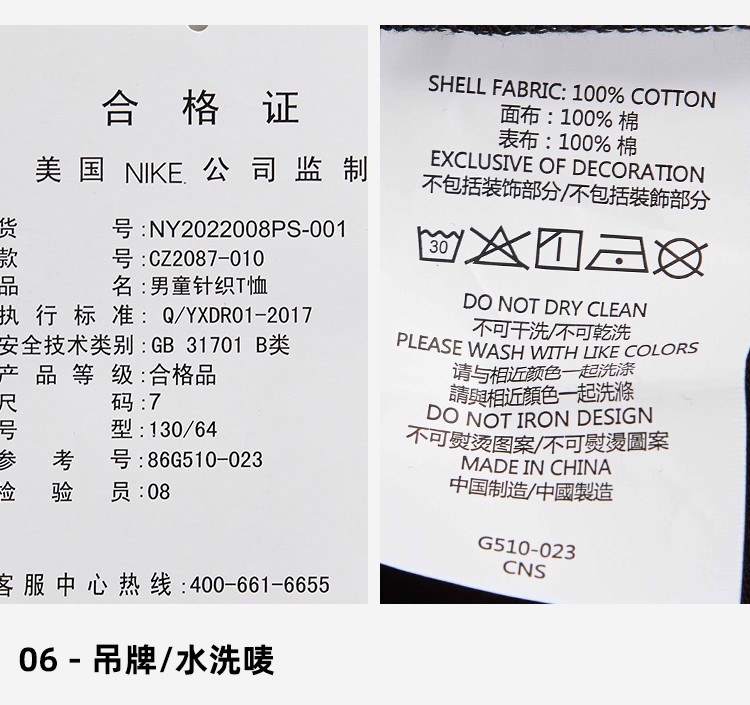 合格证
美国NIKE.公司监制
货号:NY2022008PS-001
款号:CZ2087-010
品名:男童针织T恤
执行标准: Q/YXDR01-2017
安全技术类别:GB 31701 B类
产品等级:合格品
尺码:7
号型:130/64
参考号:86G510-023
检验员:08
客服中心热线:400-661-6655
SHELL FABRIC: 100% COTTON
面布：100% 棉
表布：100% 棉
EXCLUSIVE OF DECORATION
不包括装饰部分/不包括裝飾部分
30
DO NOT DRY CLEAN
不可干洗/不可乾洗
PLEASE WASH WITH LIKE COLORS
请与相近颜色一起洗涤
請與相近顏色一起洗滌
DO NOT IRON DESIGN
不可熨烫图案/不可熨燙圖案
MADE IN CHINA
中国制造/中國製造
G510-023
CNS
06 - 吊牌/水洗唛